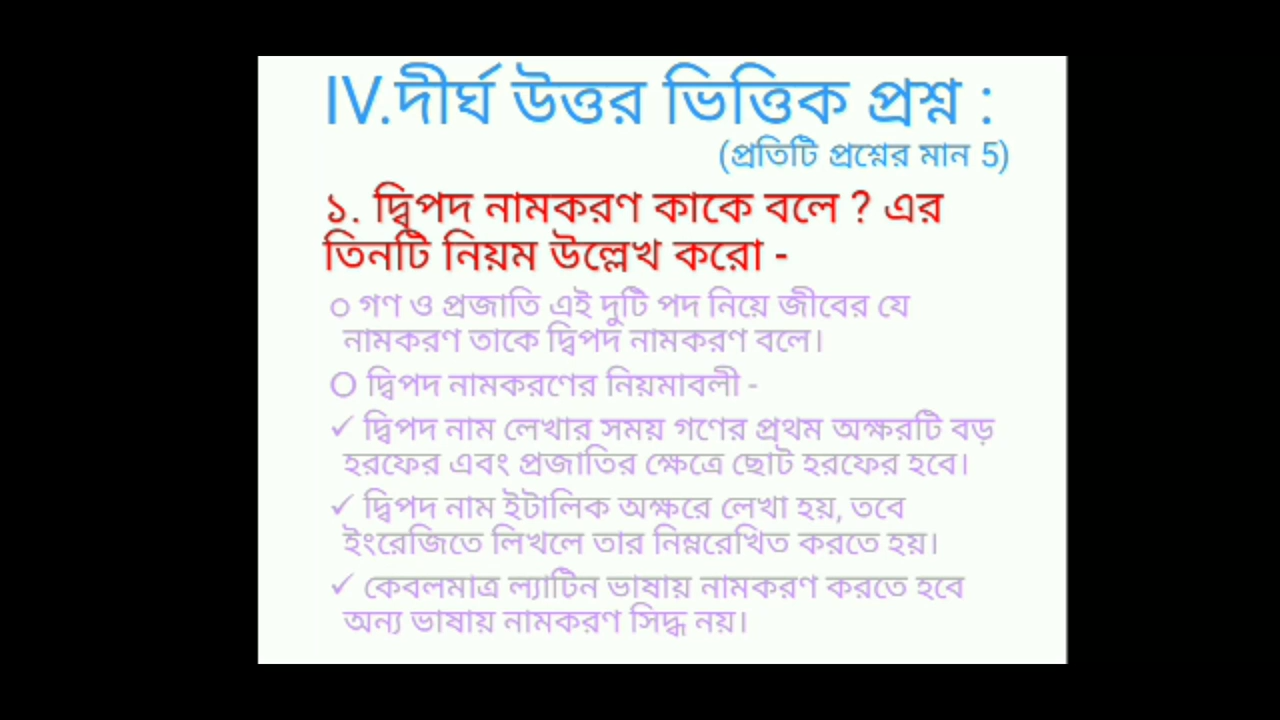 IV.দীর্ঘ উত্তর ভিত্তিক প্রশ্ন :
(প্রতিটি প্রশ্নের মান 5)
১. দ্বিপদ নামকরণ কাকে বলে ? এর
তিনটি নিয়ম উল্লেখ করো -
○ গণ ও প্রজাতি এই দুটি পদ নিয়ে জীবের যে
নামকরণ তাকে দ্বিপদ নামকরণ বলে।
○ দ্বিপদ নামকরণের নিয়মাবলী -
✓ দ্বিপদ নাম লেখার সময় গণের প্রথম অক্ষরটি বড়
হরফের এবং প্রজাতির ক্ষেত্রে ছোট হরফের হবে।
✓ দ্বিপদ নাম ইটালিক অক্ষরে লেখা হয়, তবে
ইংরেজিতে লিখলে তার নিম্নরেখিত করতে হয়।
✓ কেবলমাত্র ল্যাটিন ভাষায় নামকরণ করতে হবে
অন্য ভাষায় নামকরণ সিদ্ধ নয়।